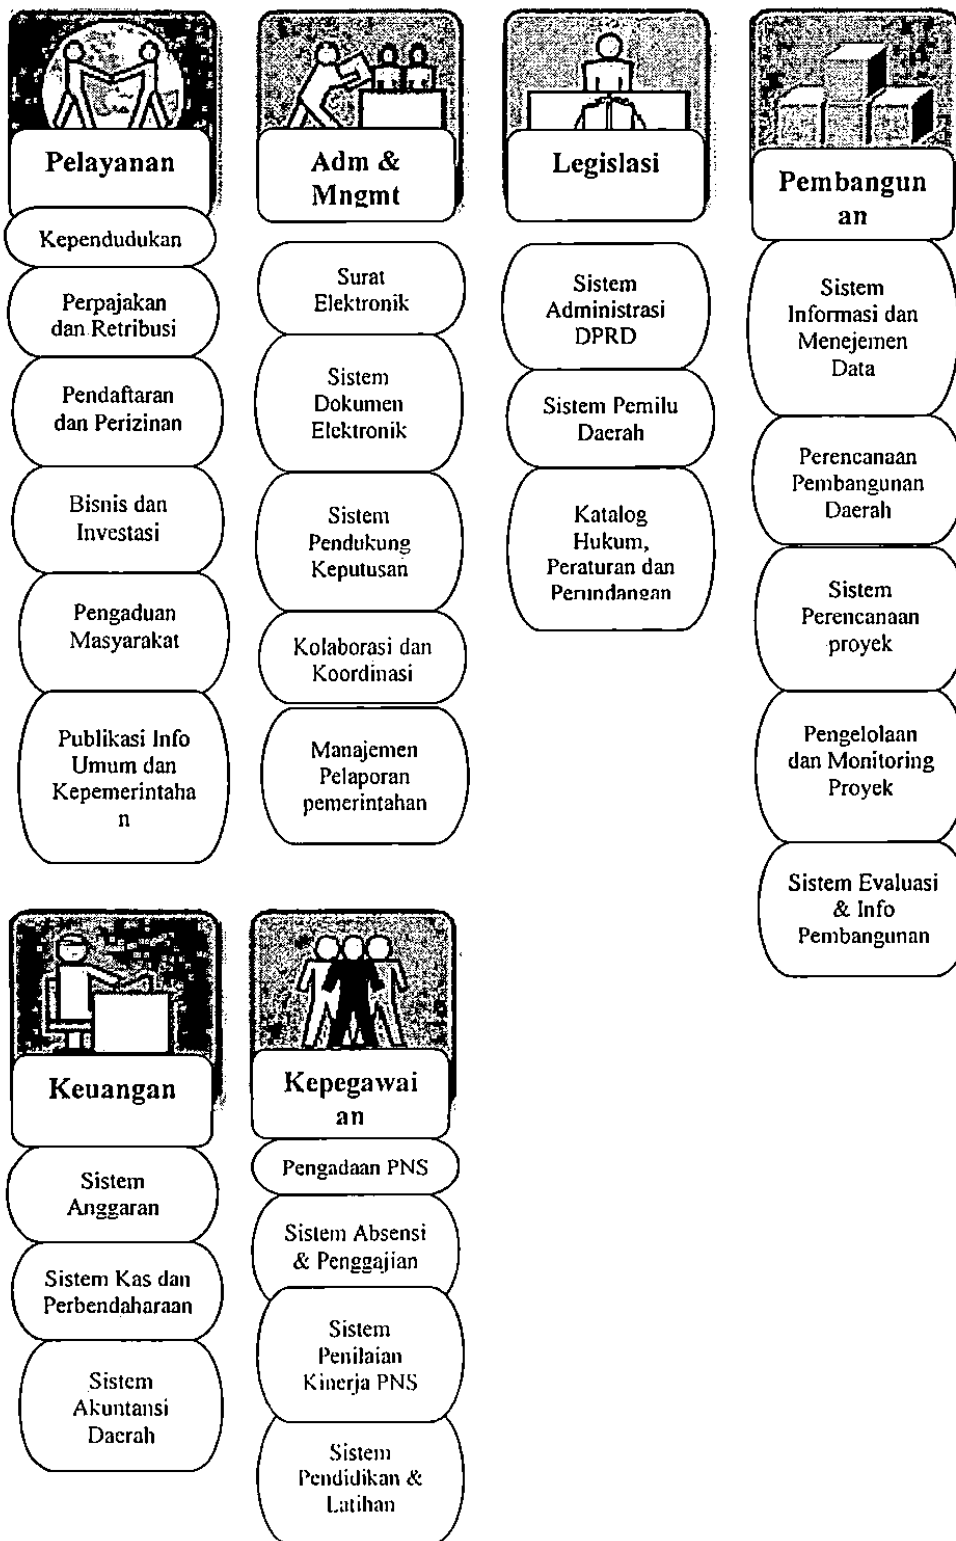 Pelayanan
Kependudukan
Perpajakan
dan Retribusi
Pendaftaran
dan Perizinan
Bisnis dan
Investasi
Pengaduan
Masyarakat
Publikasi Info
Umum dan
Kepemerintaha
n
Adm &
Mngmt
Surat
Elektronik
Sistem
Dokumen
Elektronik
Sistem
Pendukung
Keputusan
Kolaborasi dan
Koordinasi
Manajemen
Pelaporan
pemerintahan
Legislasi
Sistem
Administrasi
DPRD
Sistem Pemilu
Daerah
Katalog
Hukum,
Peraturan dan
Perundangan
Pembangun
an
Sistem
Informasi dan
Menejemen
Data
Perencanaan
Pembangunan
Daerah
Sistem
Perencanaan
proyek
Pengelolaan
dan Monitoring
Proyek
Sistem Evaluasi
& Info
Pembangunan
Keuangan
Sistem
Anggaran
Sistem Kas dan
Perbendaharaan
Sistem
Akuntansi
Daerah
Kepegawai
an
Pengadaan PNS
Sistem Absensi
& Penggajian
Sistem
Penilaian
Kinerja PNS
Sistem
Pendidikan &
Latihan